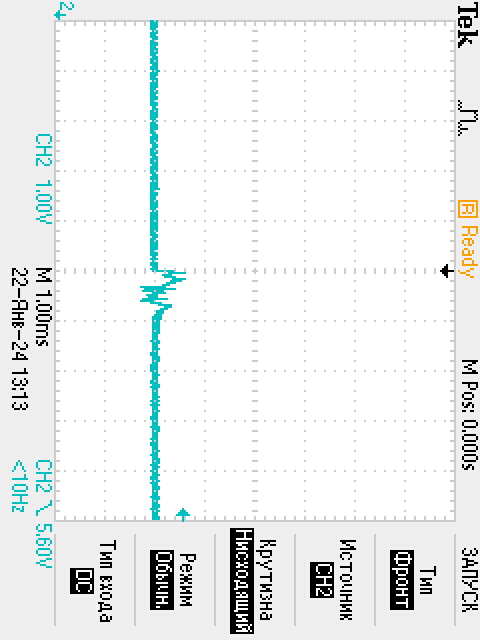 Tek
R Ready
M Pos: 0.000s
ЗАПУСК
Тип
Фронт
Источник
CH2
Крутизна
Нисходящий
Режим
Обычн.
Тип входа
DC
2
CH2 1.00V
M 1.00ms
CH2 \ 5.60V
22-Янв-24 13:13
<10Hz